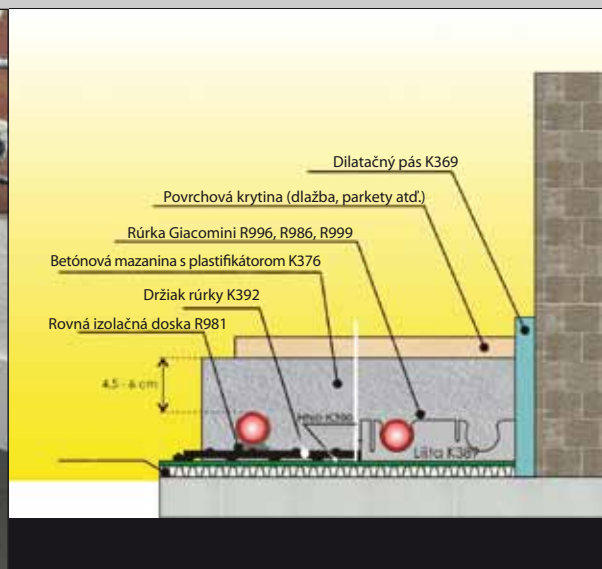 Dilatačný pás K369
Povrchová krytina (dlažba, parkety atď.)
Rúrka Giacomini R996, R986, R999
Betónová mazanina s plastifikátorom K376
Držiak rúrky K392
Rovná izolačná doska R981
4,5 - 6 cm
Lišta K389